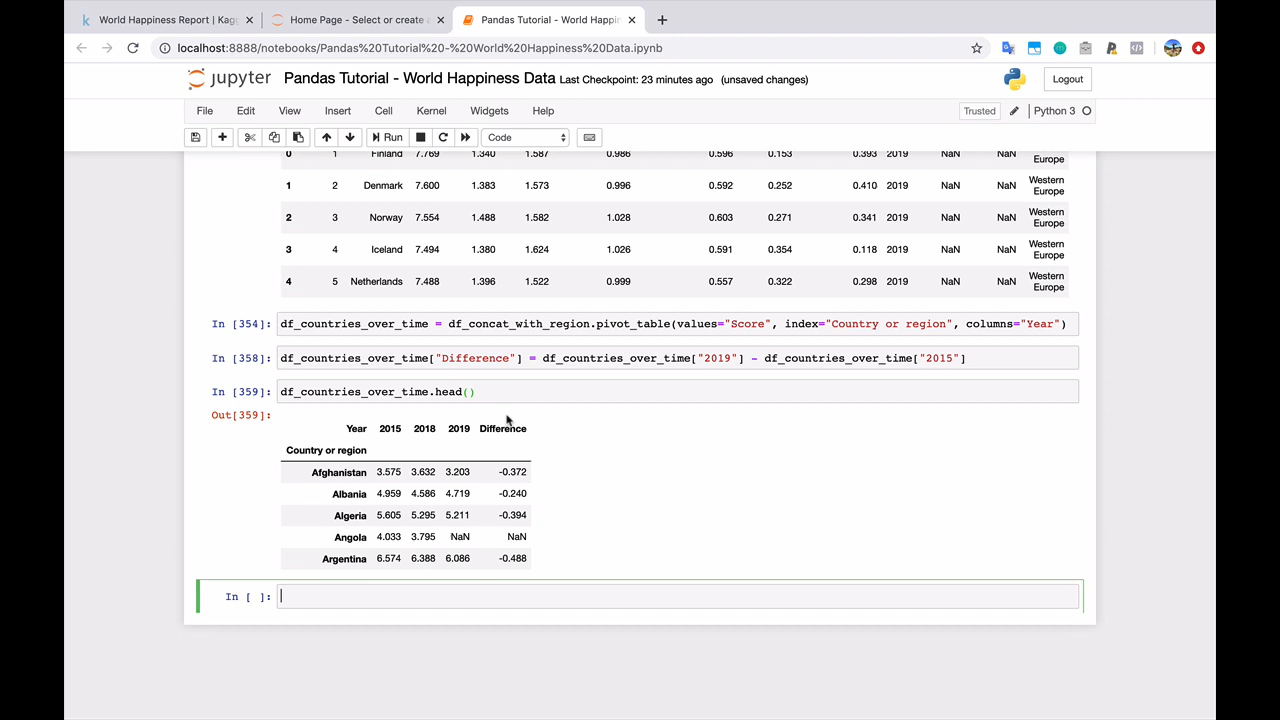 World Happiness Report | Kagg
Home Page - Select or create a
Pandas Tutorial - World Happin
localhost:8888/notebooks/Pandas%20Tutorial%20-%20World%20Happiness%20Data.ipynb
jupyter Pandas Tutorial - World Happiness Data Last Checkpoint: 23 minutes ago (unsaved changes) Logout
File Edit View Insert Cell Kernel Widgets Help Trusted Python 3
Run Code
0 1 Finland 7.769 1.340 1.587 0.986 0.596 0.153 0.393 2019 NaN NaN Western Europe
1 2 Denmark 7.600 1.383 1.573 0.996 0.592 0.252 0.410 2019 NaN NaN Western Europe
2 3 Norway 7.554 1.488 1.582 1.028 0.603 0.271 0.341 2019 NaN NaN Western Europe
3 4 Iceland 7.494 1.380 1.624 1.026 0.591 0.354 0.118 2019 NaN NaN Western Europe
4 5 Netherlands 7.488 1.396 1.522 0.999 0.557 0.322 0.298 2019 NaN NaN Western Europe
In [354]: df_countries_over_time = df_concat_with_region.pivot_table(values="Score", index="Country or region", columns="Year")
In [358]: df_countries_over_time["Difference"] = df_countries_over_time["2019"] - df_countries_over_time["2015"]
In [359]: df_countries_over_time.head()
Out[359]:
Year 2015 2018 2019 Difference
Country or region
Afghanistan 3.575 3.632 3.203 -0.372
Albania 4.959 4.586 4.719 -0.240
Algeria 5.605 5.295 5.211 -0.394
Angola 4.033 3.795 NaN NaN
Argentina 6.574 6.388 6.086 -0.488
In [ ]: